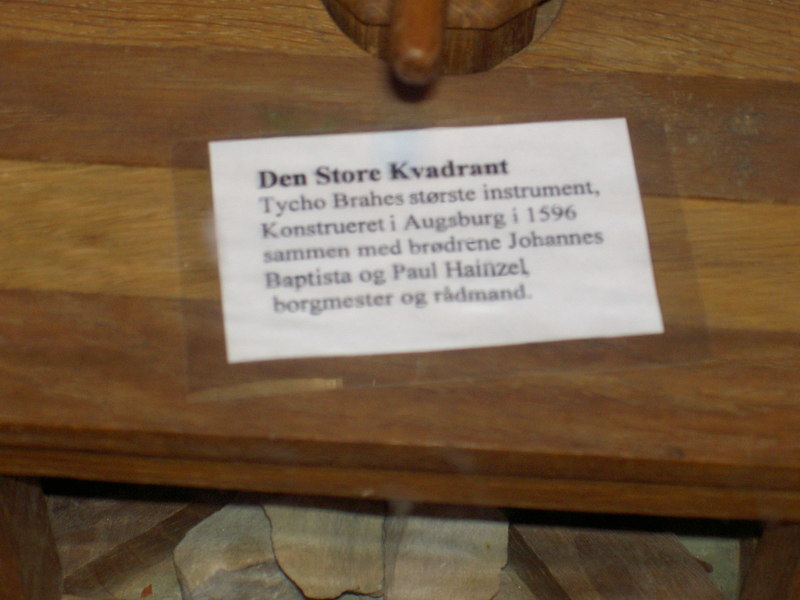 Den Store Kvadrant
Tycho Brahes største instrument,
Konstrueret i Augsburg i 1596
sammen med brødrene Johannes
Baptista og Paul Hainzel,
borgmester og rådmand.